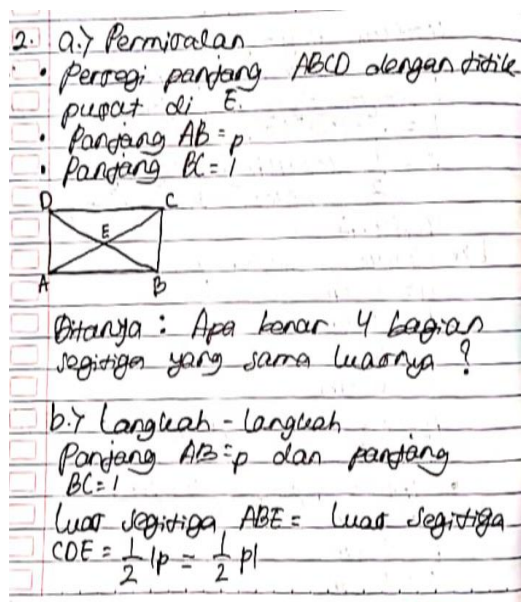 2. a.) Permisalan
• Persegi panjang ABCD dengan titik
pusat di E.
• Panjang AB = p
• Panjang BC = l
D C
E
A B
Ditanya : Apa benar 4 bagian
segitiga yang sama luasnya ?
b.) Langkah - langkah
Panjang AB = p dan panjang
BC = l
Luas segitiga ABE = Luas segitiga
CDE = 1/2 lp = 1/2 pl